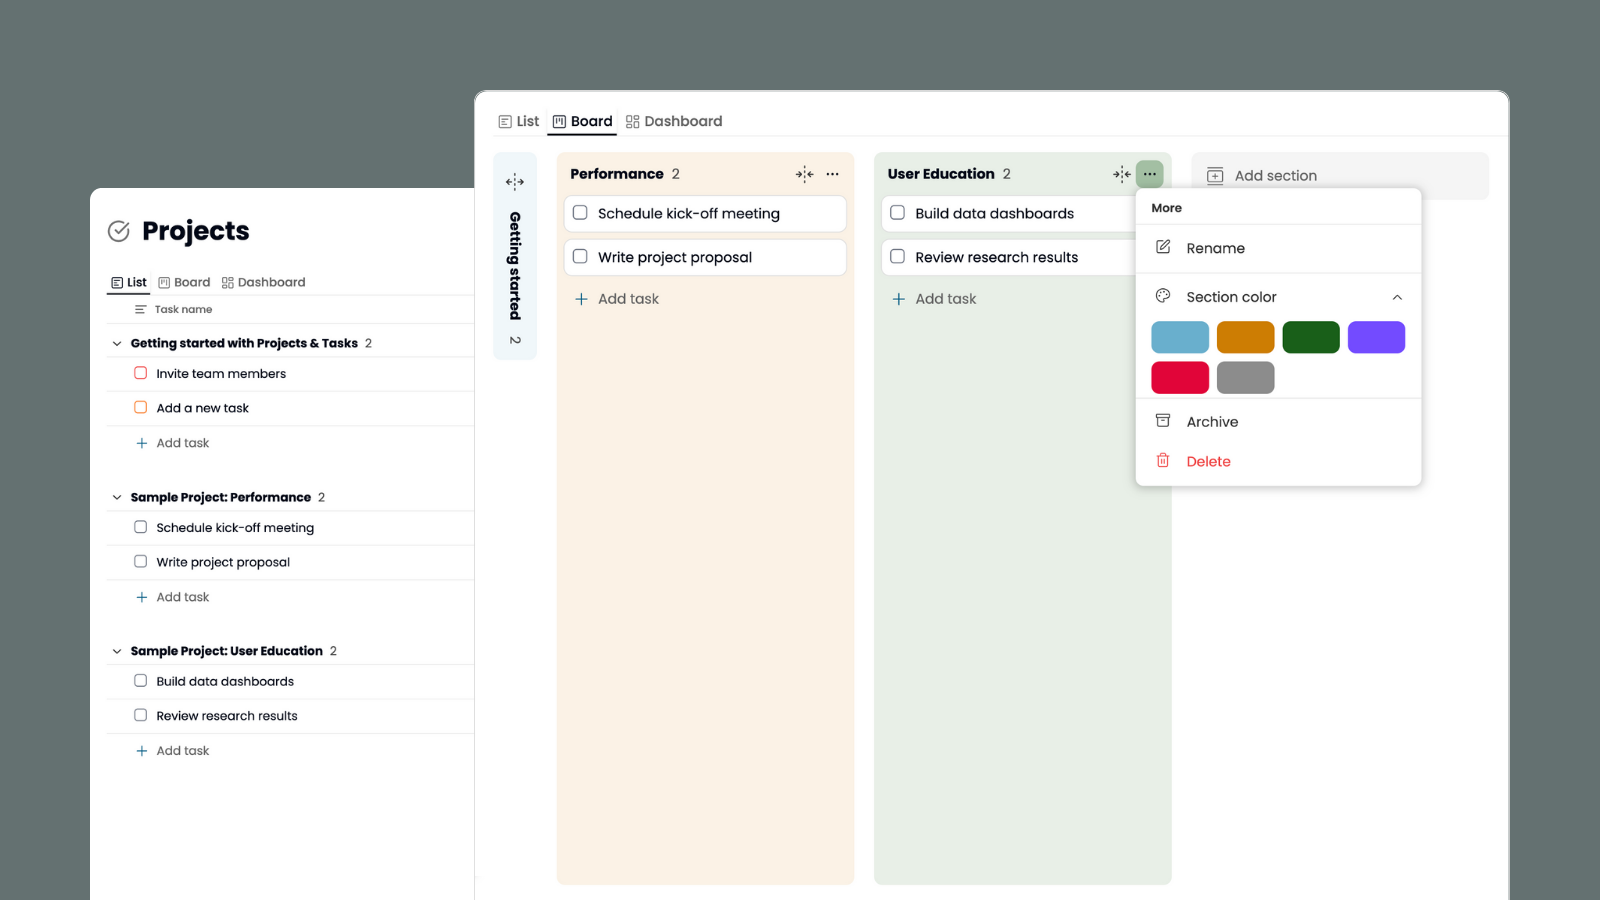 Projects
List Board Dashboard
Task name
Getting started with Projects & Tasks 2
Invite team members
Add a new task
Add task
Sample Project: Performance 2
Schedule kick-off meeting
Write project proposal
Add task
Sample Project: User Education 2
Build data dashboards
Review research results
Add task
List Board Dashboard
Getting started 2
Performance 2
Schedule kick-off meeting
Write project proposal
Add task
User Education 2
Build data dashboards
Review research results
Add task
Add section
More
Rename
Section color
Archive
Delete